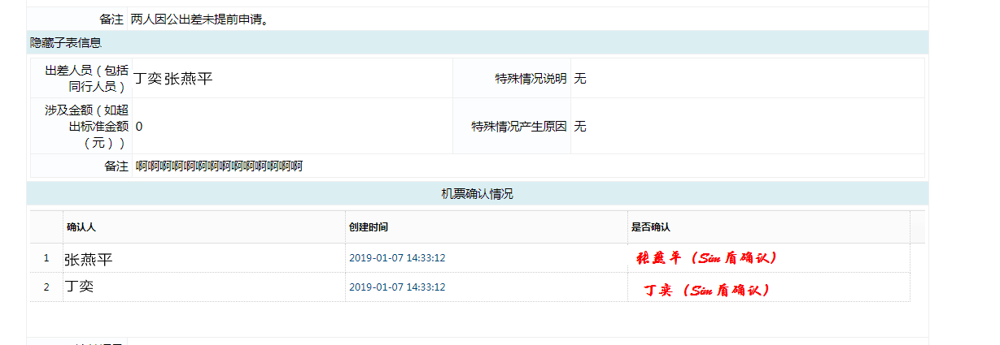 备注 两人因公出差未提前申请。
隐藏子表信息
出差人员（包括
同行人员） 丁奕张燕平 特殊情况说明 无
涉及金额（如超
出标准金额
（元）） 0 特殊情况产生原因 无
备注 啊啊啊啊啊啊啊啊啊啊啊啊啊啊
机票确认情况
确认人 创建时间 是否确认
1 张燕平 2019-01-07 14:33:12 张燕平（Sim盾确认）
2 丁奕 2019-01-07 14:33:12 丁奕（Sim盾确认）